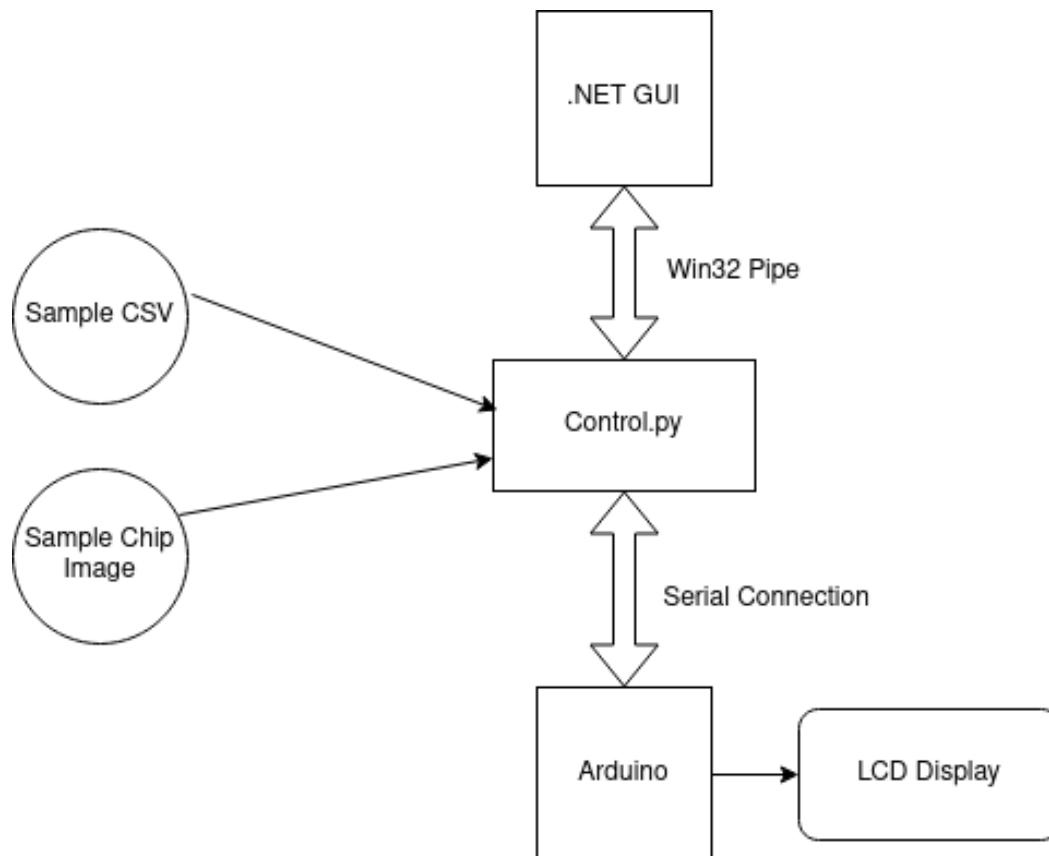 .NET GUI
Win32 Pipe
Sample CSV
Control.py
Sample Chip
Image
Serial Connection
Arduino
LCD Display